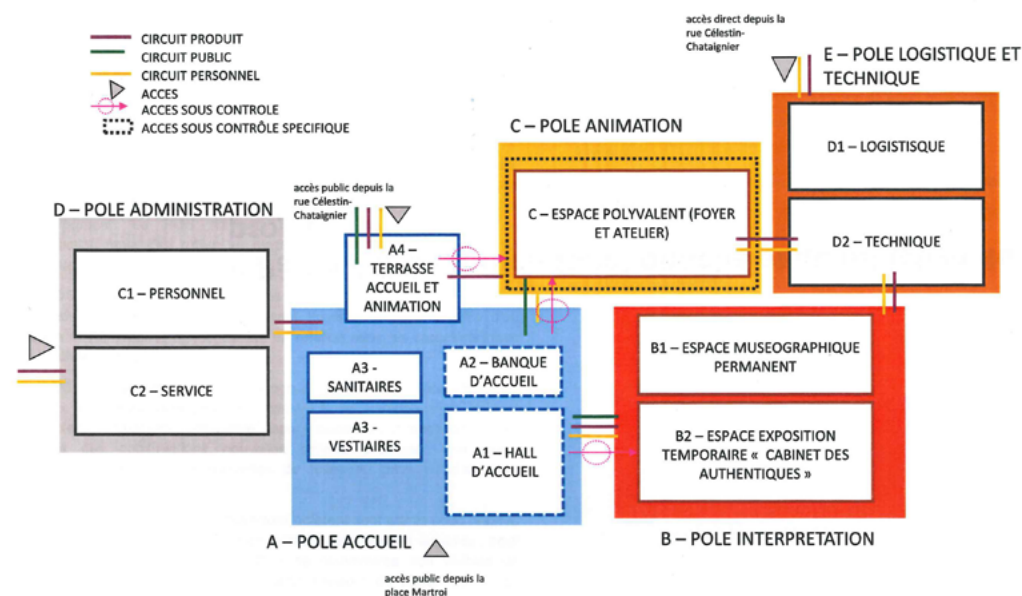 CIRCUIT PRODUIT
CIRCUIT PUBLIC
CIRCUIT PERSONNEL
ACCES
ACCES SOUS CONTROLE
ACCES SOUS CONTRÔLE SPECIFIQUE
accès direct depuis la
rue Célestin-
Chataignier
E – POLE LOGISTIQUE ET
TECHNIQUE
D1 – LOGISTISQUE
D2 – TECHNIQUE
C – POLE ANIMATION
C – ESPACE POLYVALENT (FOYER
ET ATELIER)
accès public depuis la
rue Célestin-
Chataignier
A4 –
TERRASSE
ACCUEIL ET
ANIMATION
D – POLE ADMINISTRATION
C1 – PERSONNEL
C2 – SERVICE
A3 -
SANITAIRES
A3 -
VESTIAIRES
A2 – BANQUE
D'ACCUEIL
A1 – HALL
D'ACCUEIL
B1 – ESPACE MUSEOGRAPHIQUE
PERMANENT
B2 – ESPACE EXPOSITION
TEMPORAIRE « CABINET DES
AUTHENTIQUES »
A – POLE ACCUEIL
B – POLE INTERPRETATION
accès public depuis la
place Martroi